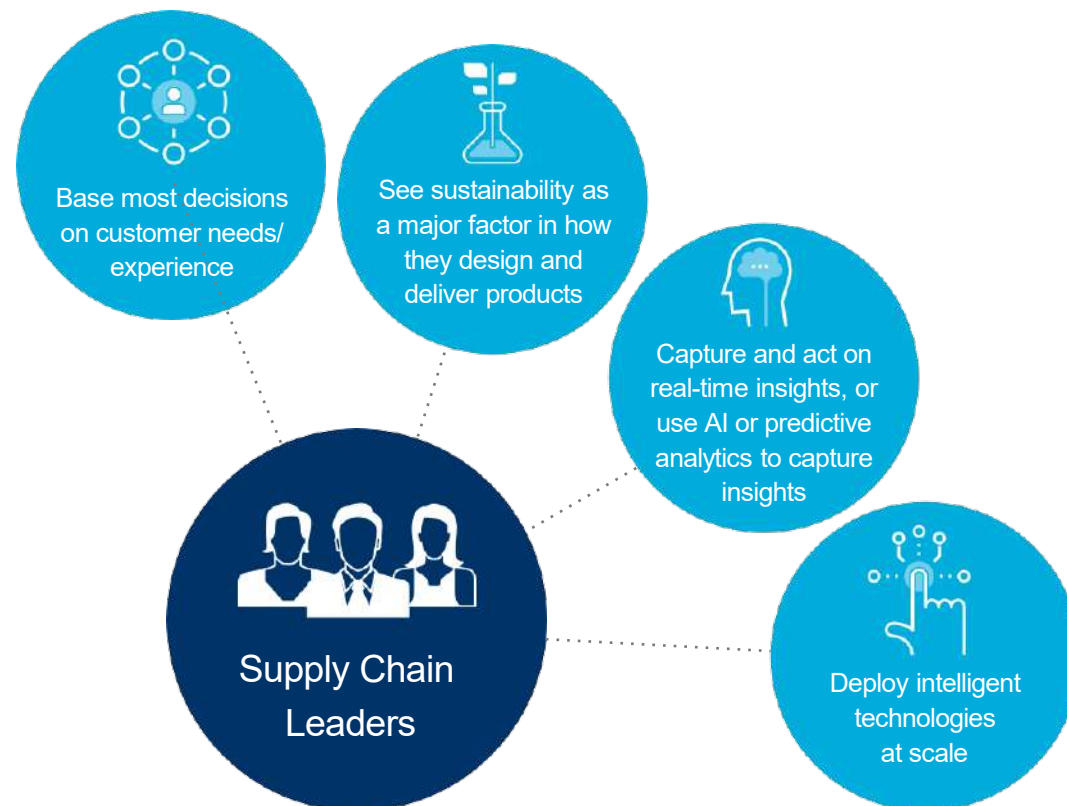 Base most decisions
on customer needs/
experience
See sustainability as
a major factor in how
they design and
deliver products
Capture and act on
real-time insights, or
use AI or predictive
analytics to capture
insights
Deploy intelligent
technologies
at scale
Supply Chain
Leaders